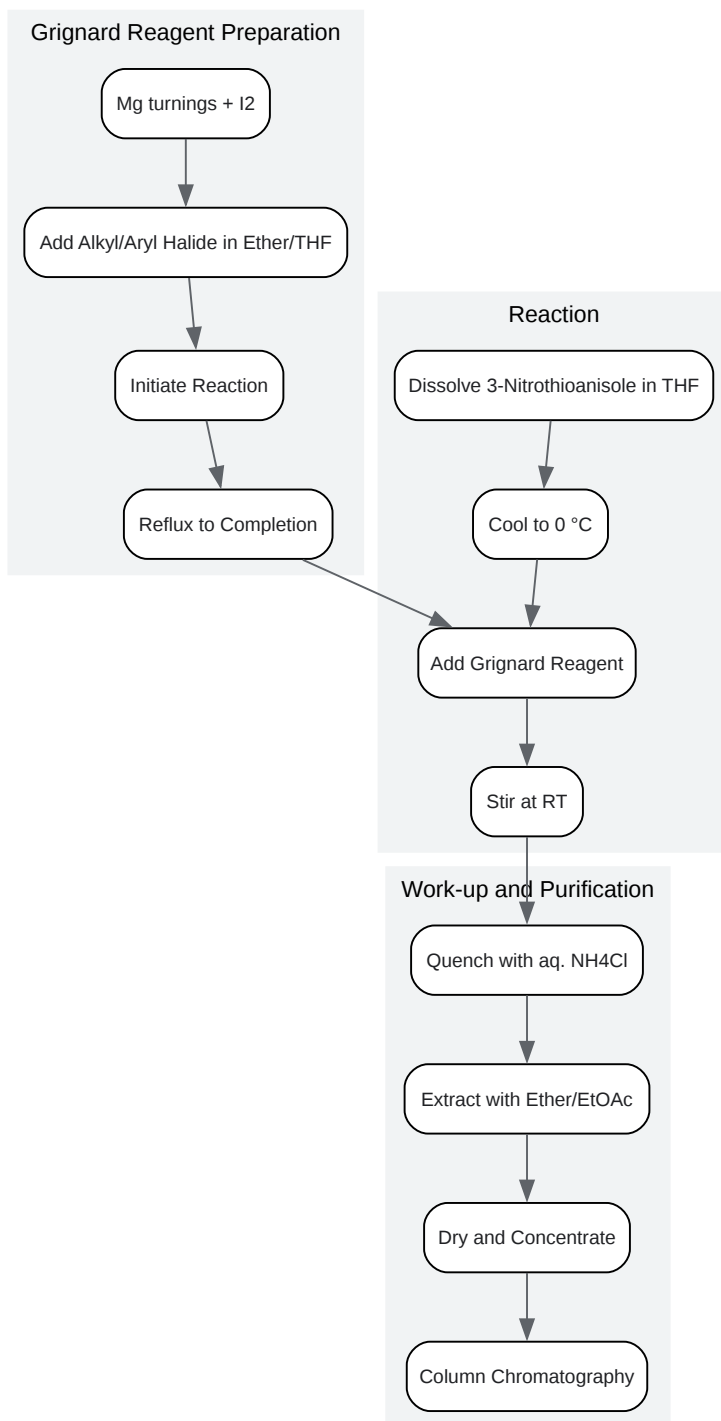 Grignard Reagent Preparation
Mg turnings + I2
Add Alkyl/Aryl Halide in Ether/THF
Initiate Reaction
Reflux to Completion
Reaction
Dissolve 3-Nitrothioanisole in THF
Cool to 0 °C
Add Grignard Reagent
Stir at RT
Work-up and Purification
Quench with aq. NH4Cl
Extract with Ether/EtOAc
Dry and Concentrate
Column Chromatography